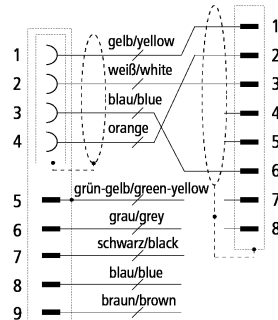 gelb/yellow
1
1
weiß/white
2
2
blau/blue
3
3
orange
4
4
5
6
grün-gelb/green-yellow
5
7
grau/grey
6
8
schwarz/black
7
blau/blue
8
braun/brown
9